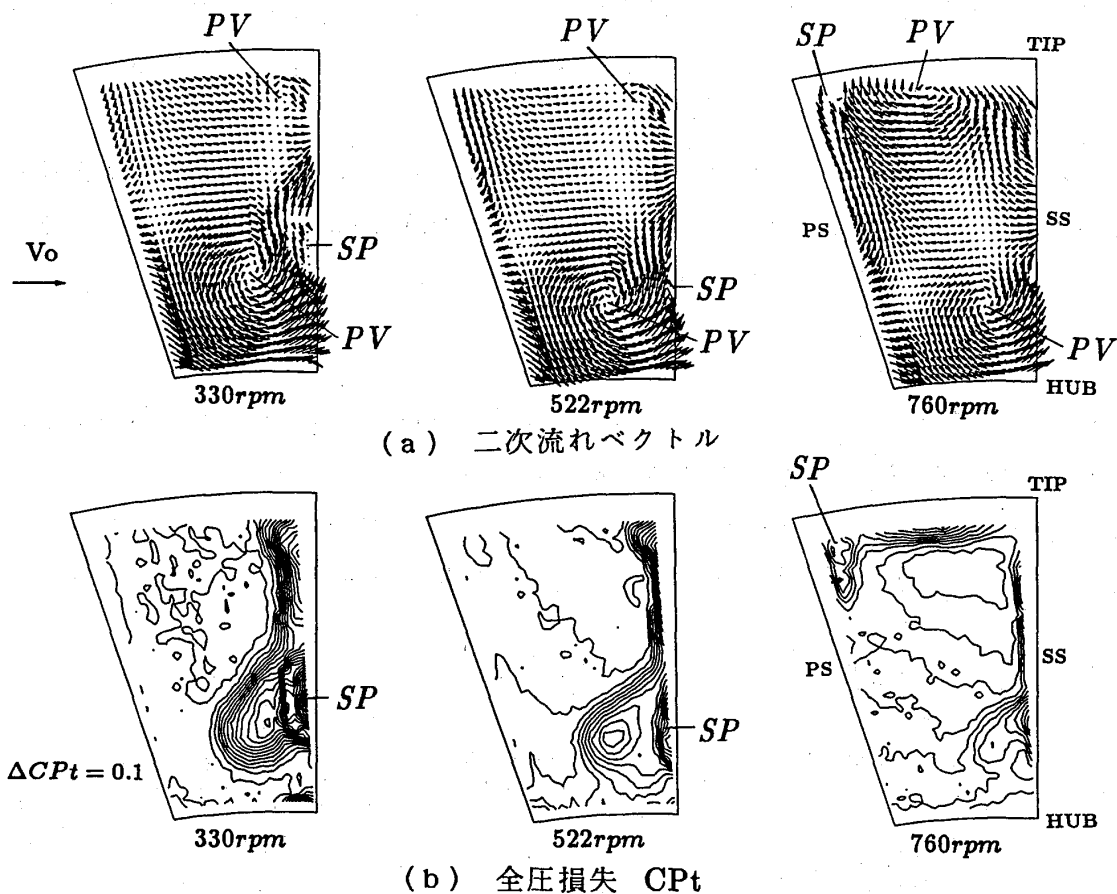 PV
PV
SP
PV
TIP
Vo
PS
SS
SP
SP
PV
PV
PV
HUB
330rpm
522rpm
760rpm
(a) 二次流れベクトル
SP
TIP
PS
SS
SP
SP
ΔCPt = 0.1
HUB
330rpm
522rpm
760rpm
(b) 全圧損失 CPt